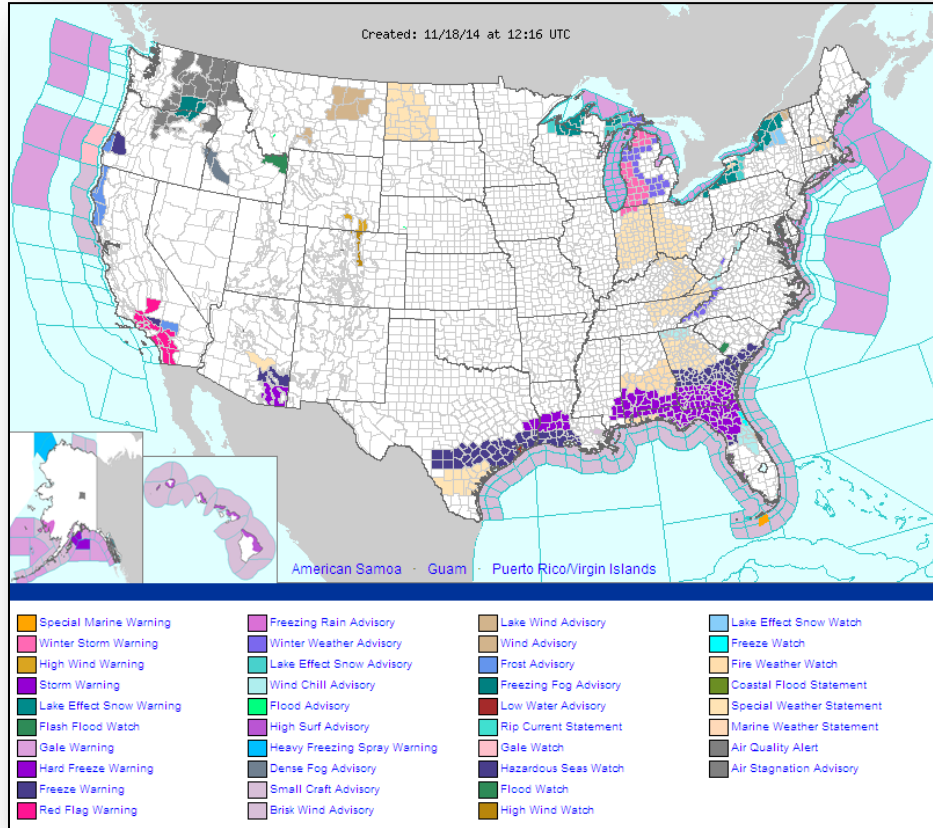 Created: 11/18/14 at 12:16 UTC
American Samoa - Guam - Puerto Rico/Virgin Islands
Special Marine Warning
Winter Storm Warning
High Wind Warning
Storm Warning
Lake Effect Snow Warning
Flash Flood Watch
Gale Warning
Hard Freeze Warning
Freeze Warning
Red Flag Warning
Freezing Rain Advisory
Winter Weather Advisory
Lake Effect Snow Advisory
Wind Chill Advisory
Flood Advisory
High Surf Advisory
Heavy Freezing Spray Warning
Dense Fog Advisory
Small Craft Advisory
Brisk Wind Advisory
Lake Wind Advisory
Wind Advisory
Frost Advisory
Freezing Fog Advisory
Low Water Advisory
Rip Current Statement
Gale Watch
Hazardous Seas Watch
Flood Watch
High Wind Watch
Lake Effect Snow Watch
Freeze Watch
Fire Weather Watch
Coastal Flood Statement
Special Weather Statement
Marine Weather Statement
Air Quality Alert
Air Stagnation Advisory